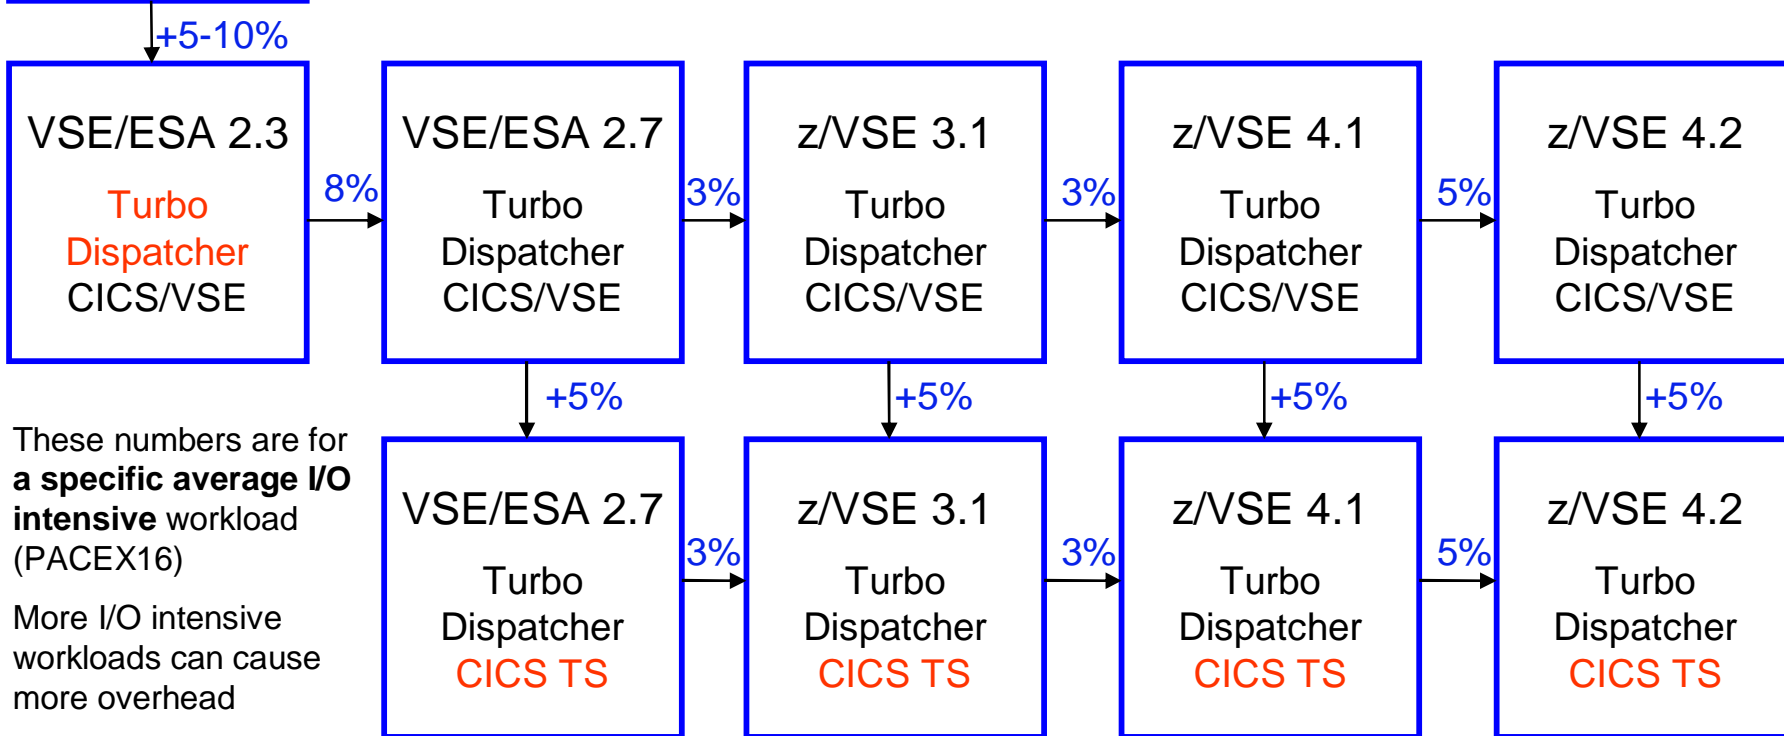 +5-10%
VSE/ESA 2.3
Turbo
Dispatcher
CICS/VSE
8%
VSE/ESA 2.7
Turbo
Dispatcher
CICS/VSE
3%
z/VSE 3.1
Turbo
Dispatcher
CICS/VSE
3%
z/VSE 4.1
Turbo
Dispatcher
CICS/VSE
5%
z/VSE 4.2
Turbo
Dispatcher
CICS/VSE
+5%
+5%
+5%
+5%
These numbers are for
a specific average I/O
intensive workload
(PACEX16)
More I/O intensive
workloads can cause
more overhead
VSE/ESA 2.7
Turbo
Dispatcher
CICS TS
3%
z/VSE 3.1
Turbo
Dispatcher
CICS TS
3%
z/VSE 4.1
Turbo
Dispatcher
CICS TS
5%
z/VSE 4.2
Turbo
Dispatcher
CICS TS